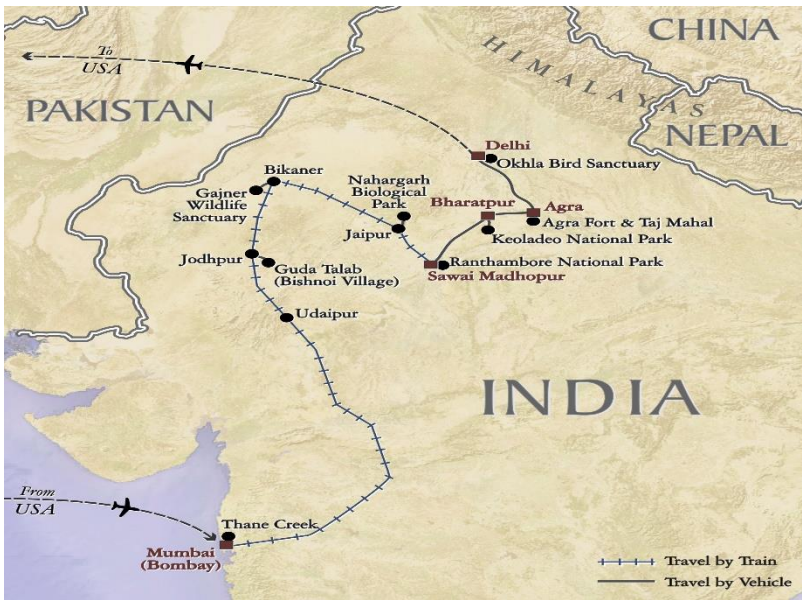 To
USA
CHINA
HIMALAYAS
PAKISTAN
NEPAL
Delhi
Okhla Bird Sanctuary
Bikaner
Nahargarh
Biological
Park
Gajner
Wildlife
Sanctuary
Bharatpur
Agra
Agra Fort & Taj Mahal
Jaipur
Keoladeo National Park
Jodhpur
Guda Talab
(Bishnoi Village)
Ranthambore National Park
Sawai Madhopur
Udaipur
INDIA
From
USA
Thane Creek
Mumbai
(Bombay)
Travel by Train
Travel by Vehicle